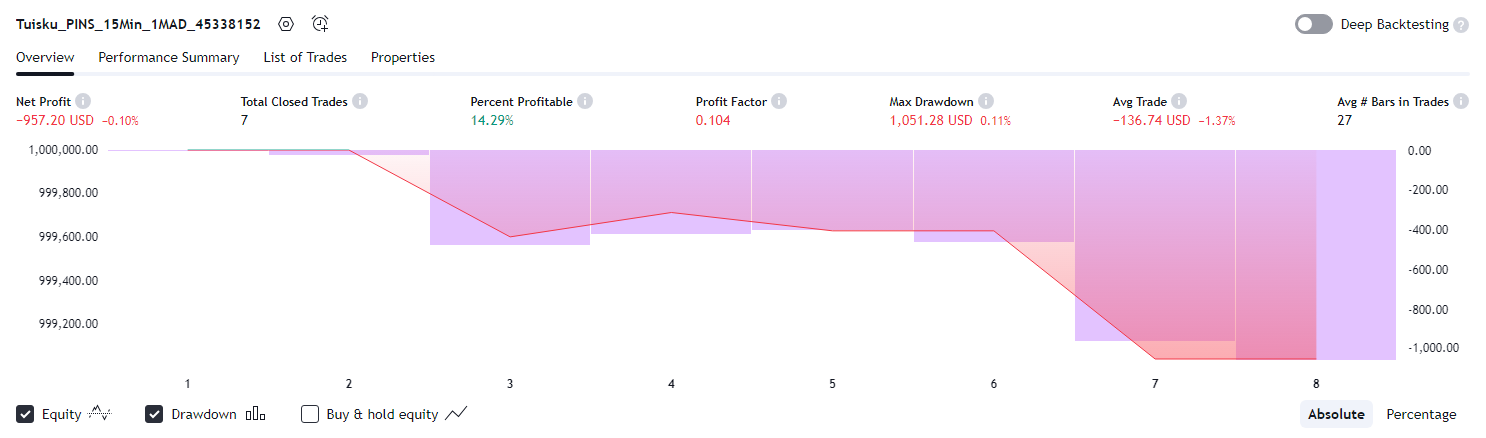 Tuisku_PINS_15Min_1MAD_45338152 Deep Backtesting ?
Overview Performance Summary List of Trades Properties
Net Profit i Total Closed Trades i Percent Profitable i Profit Factor i Max Drawdown i Avg Trade i Avg # Bars in Trades i
−957.20 USD −0.10% 7 14.29% 0.104 1,051.28 USD 0.11% −136.74 USD −1.37% 27
1,000,000.00 0.00
999,800.00 -200.00
999,600.00 -400.00
999,400.00 -600.00
999,200.00 -800.00
-1,000.00
1 2 3 4 5 6 7 8
Equity Drawdown Buy & hold equity Absolute Percentage